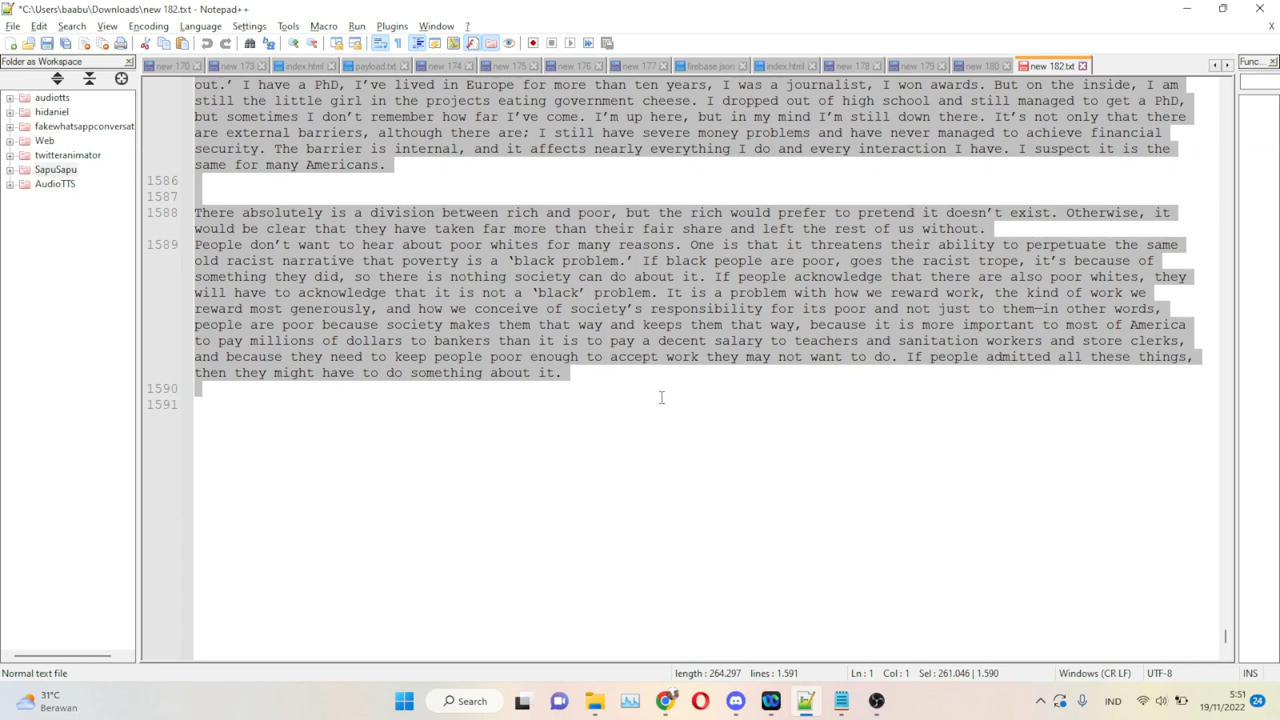 *C:\Users\baabu\Downloads\new 182.txt - Notepad++
File Edit Search View Encoding Language Settings Tools Macro Run Plugins Window ?
X
Folder as Workspace
new 170 new 173 index.html payload.txt new 174 new 175 new 176 new 177 firebase.json index.html new 178 new 179 new 180 new 182.txt
Func...
audiotts
hidaniel
fakewhatsappconversat
Web
twitteranimator
SapuSapu
AudioTTS
out.’ I have a PhD, I’ve lived in Europe for more than ten years, I was a journalist, I won awards. But on the inside, I am
still the little girl in the projects eating government cheese. I dropped out of high school and still managed to get a PhD,
but sometimes I don’t remember how far I’ve come. I’m up here, but in my mind I’m still down there. It’s not only that there
are external barriers, although there are; I still have severe money problems and have never managed to achieve financial
security. The barrier is internal, and it affects nearly everything I do and every interaction I have. I suspect it is the
same for many Americans.
1586
1587
1588 There absolutely is a division between rich and poor, but the rich would prefer to pretend it doesn’t exist. Otherwise, it
would be clear that they have taken far more than their fair share and left the rest of us without.
1589 People don’t want to hear about poor whites for many reasons. One is that it threatens their ability to perpetuate the same
old racist narrative that poverty is a ‘black problem.’ If black people are poor, goes the racist trope, it’s because of
something they did, so there is nothing society can do about it. If people acknowledge that there are also poor whites, they
will have to acknowledge that it is not a ‘black’ problem. It is a problem with how we reward work, the kind of work we
reward most generously, and how we conceive of society’s responsibility for its poor and not just to them—in other words,
people are poor because society makes them that way and keeps them that way, because it is more important to most of America
to pay millions of dollars to bankers than it is to pay a decent salary to teachers and sanitation workers and store clerks,
and because they need to keep people poor enough to accept work they may not want to do. If people admitted all these things,
then they might have to do something about it.
1590
1591
Normal text file length : 264.297 lines : 1.591 Ln : 1 Col : 1 Sel : 261.046 | 1.590 Windows (CR LF) UTF-8 INS
31°C
Berawan
Search
IND
5:51
19/11/2022
24